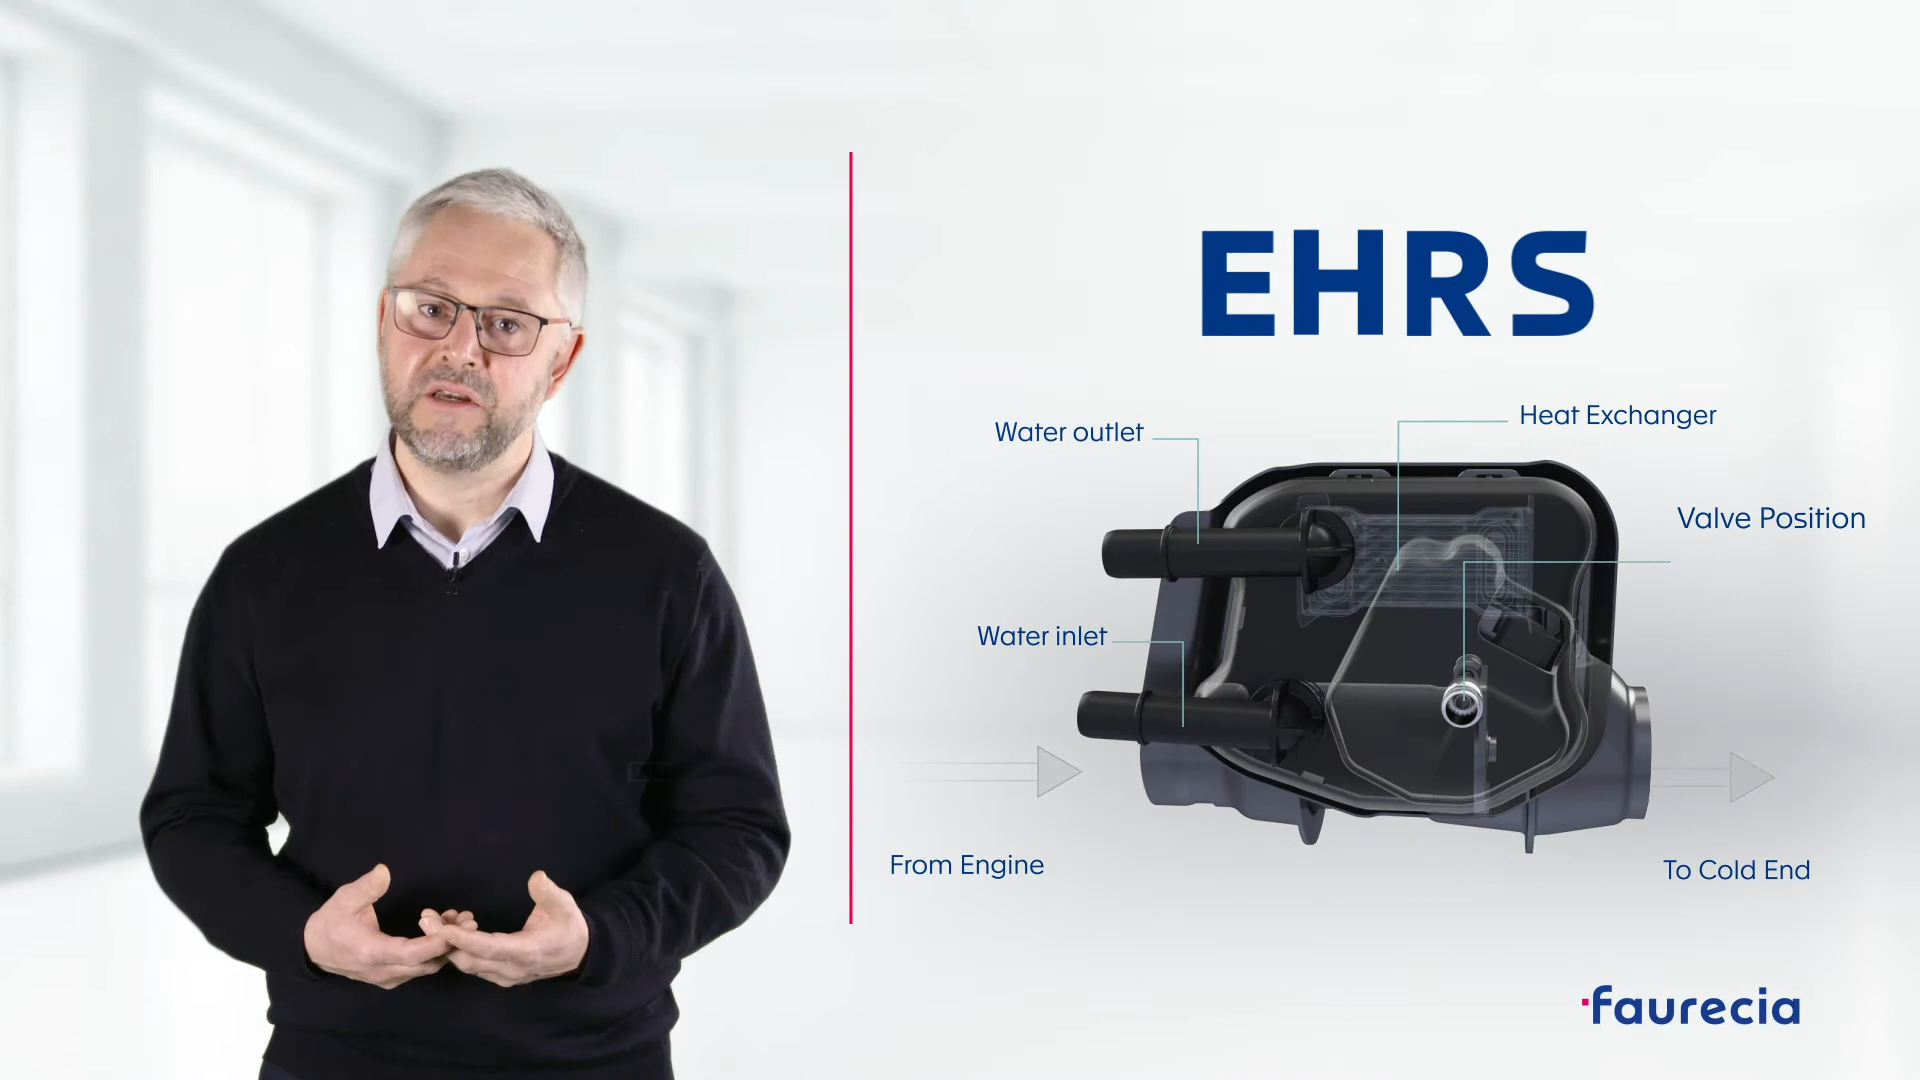 EHRS
Water outlet
Heat Exchanger
Valve Position
Water inlet
From Engine
To Cold End
faurecia